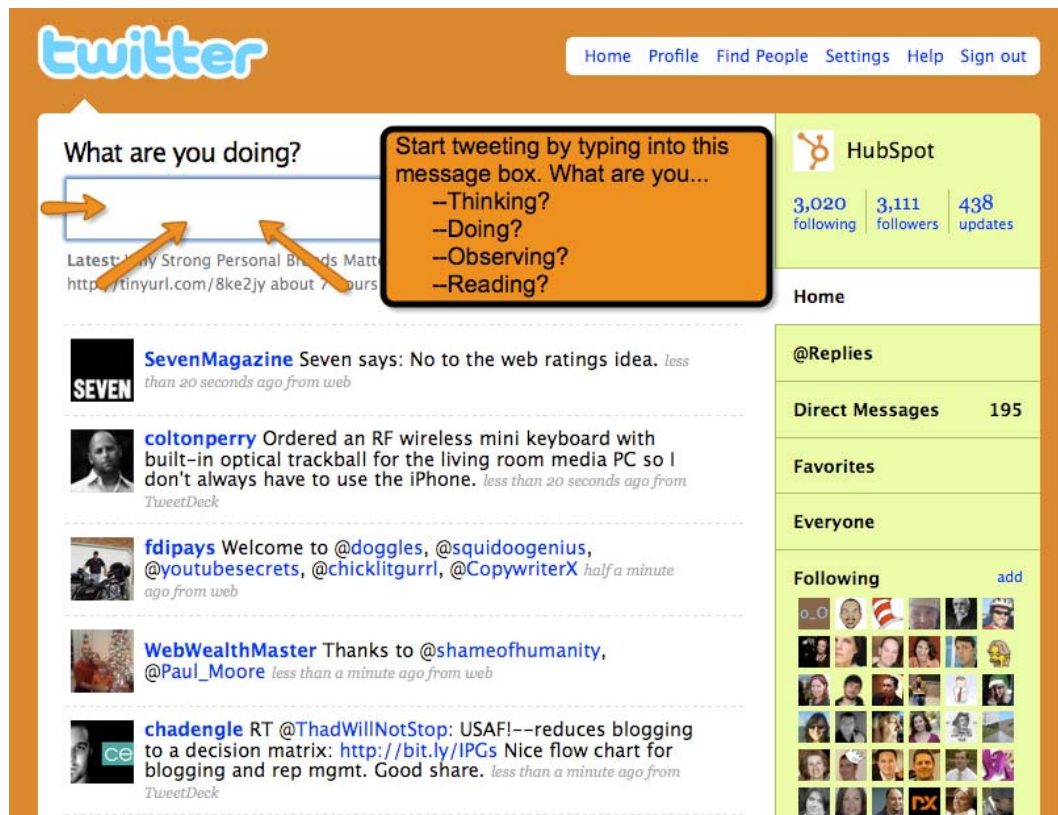 twitter
Home Profile Find People Settings Help Sign out
What are you doing?
Start tweeting by typing into this
message box. What are you...
--Thinking?
--Doing?
--Observing?
--Reading?
Latest: Strong Personal Brands
http://tinyurl.com/8ke2jy about 7
SevenMagazine Seven says: No to the web ratings idea. less
than 20 seconds ago from web
SEVEN
coltonperry Ordered an RF wireless mini keyboard with
built-in optical trackball for the living room media PC so I
don't always have to use the iPhone. less than 20 seconds ago from
TweetDeck
fdipays Welcome to @doggles, @squidoogenius,
@youtubesecrets, @chicklitgurrl, @CopywriterX half a minute
ago from web
WebWealthMaster Thanks to @shameofhumanity,
@Paul_Moore less than a minute ago from web
chadengle RT @ThadWillNotStop: USAF!--reduces blogging
to a decision matrix: http://bit.ly/IPGs Nice flow chart for
blogging and rep mgmt. Good share. less than a minute ago from
TweetDeck
ce
HubSpot
3,020 3,111 438
following followers updates
Home
@Replies
Direct Messages 195
Favorites
Everyone
Following add
o_O